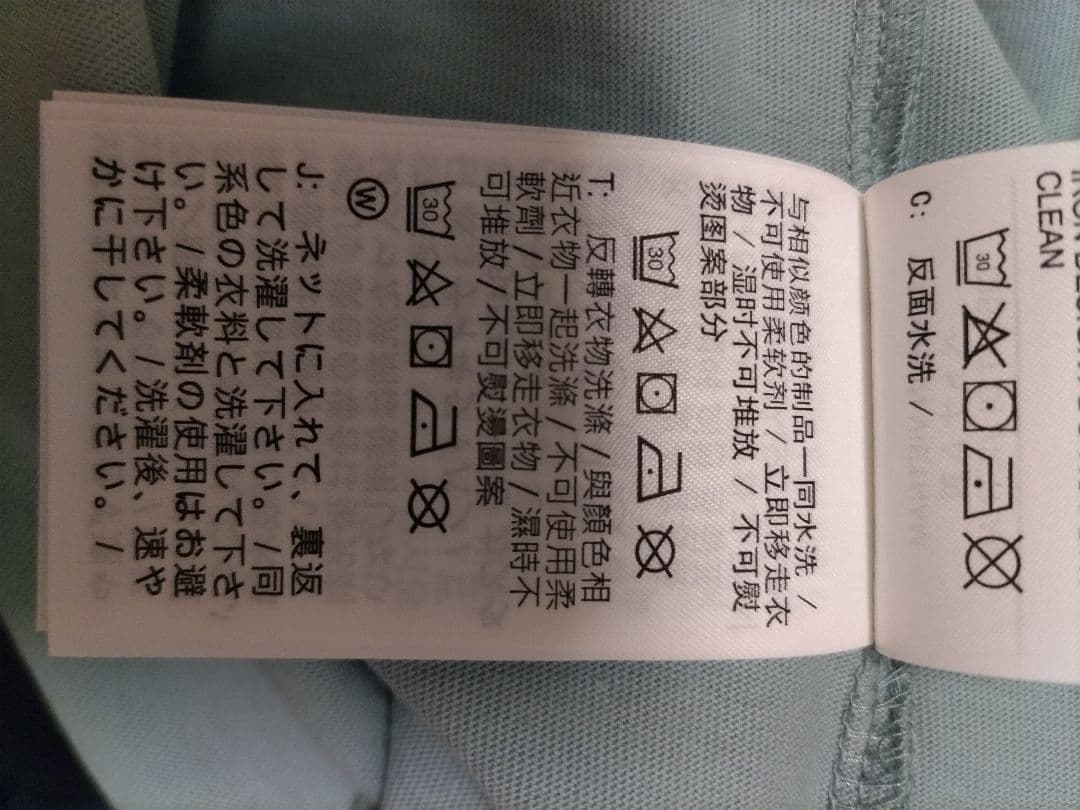 CLEAN
30
C: 反面水洗 /
与相似颜色的制品一同水洗 /
不可使用柔软剂 / 立即移走衣
物 / 湿时不可堆放 / 不可熨
烫图案部分
30
T: 反轉衣物洗滌 / 與顏色相
近衣物一起洗滌 / 不可使用柔
軟劑 / 立即移走衣物 / 濕時不
可堆放 / 不可熨燙圖案
30
W
J: ネットに入れて、裏返
して洗濯して下さい。 / 同
系色の衣料と洗濯して下さ
い。 / 柔軟剤の使用はお避
け下さい。 / 洗濯後、速や
かに干してください。 /